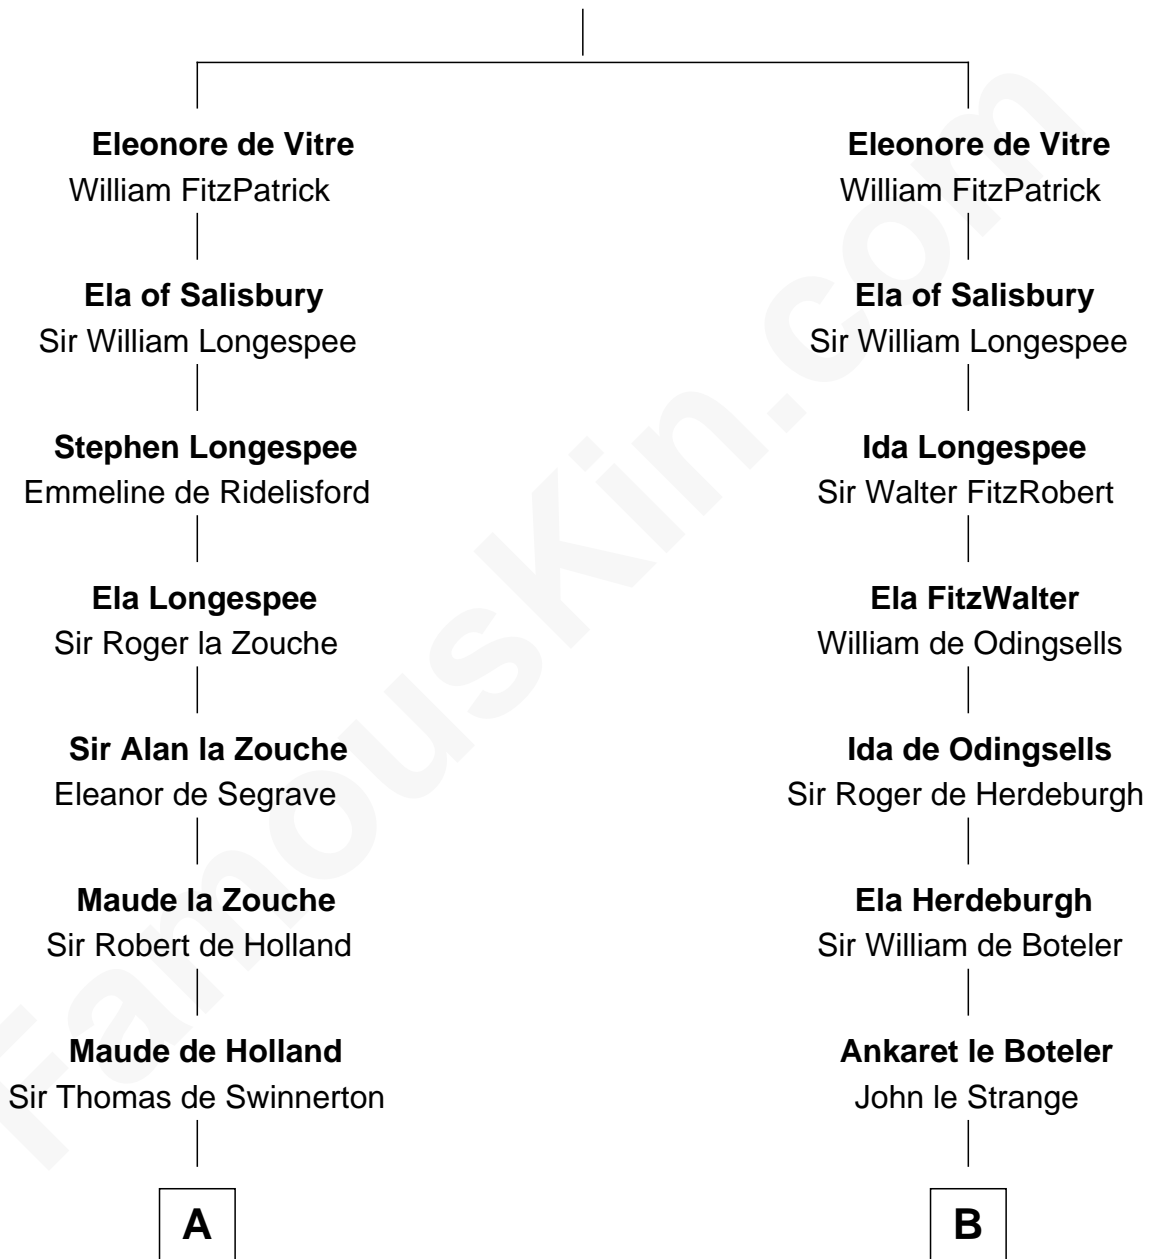 Eleonore de Vitre
William FitzPatrick
Ela of Salisbury
Sir William Longespee
Stephen Longespee
Emmeline de Ridelisford
Ela Longespee
Sir Roger la Zouche
Sir Alan la Zouche
Eleanor de Segrave
Maude la Zouche
Sir Robert de Holland
Maude de Holland
Sir Thomas de Swinnerton
A
Eleonore de Vitre
William FitzPatrick
Ela of Salisbury
Sir William Longespee
Ida Longespee
Sir Walter FitzRobert
Ela FitzWalter
William de Odingsells
Ida de Odingsells
Sir Roger de Herdeburgh
Ela Herdeburgh
Sir William de Boteler
Ankaret le Boteler
John le Strange
B
FamousKin.com